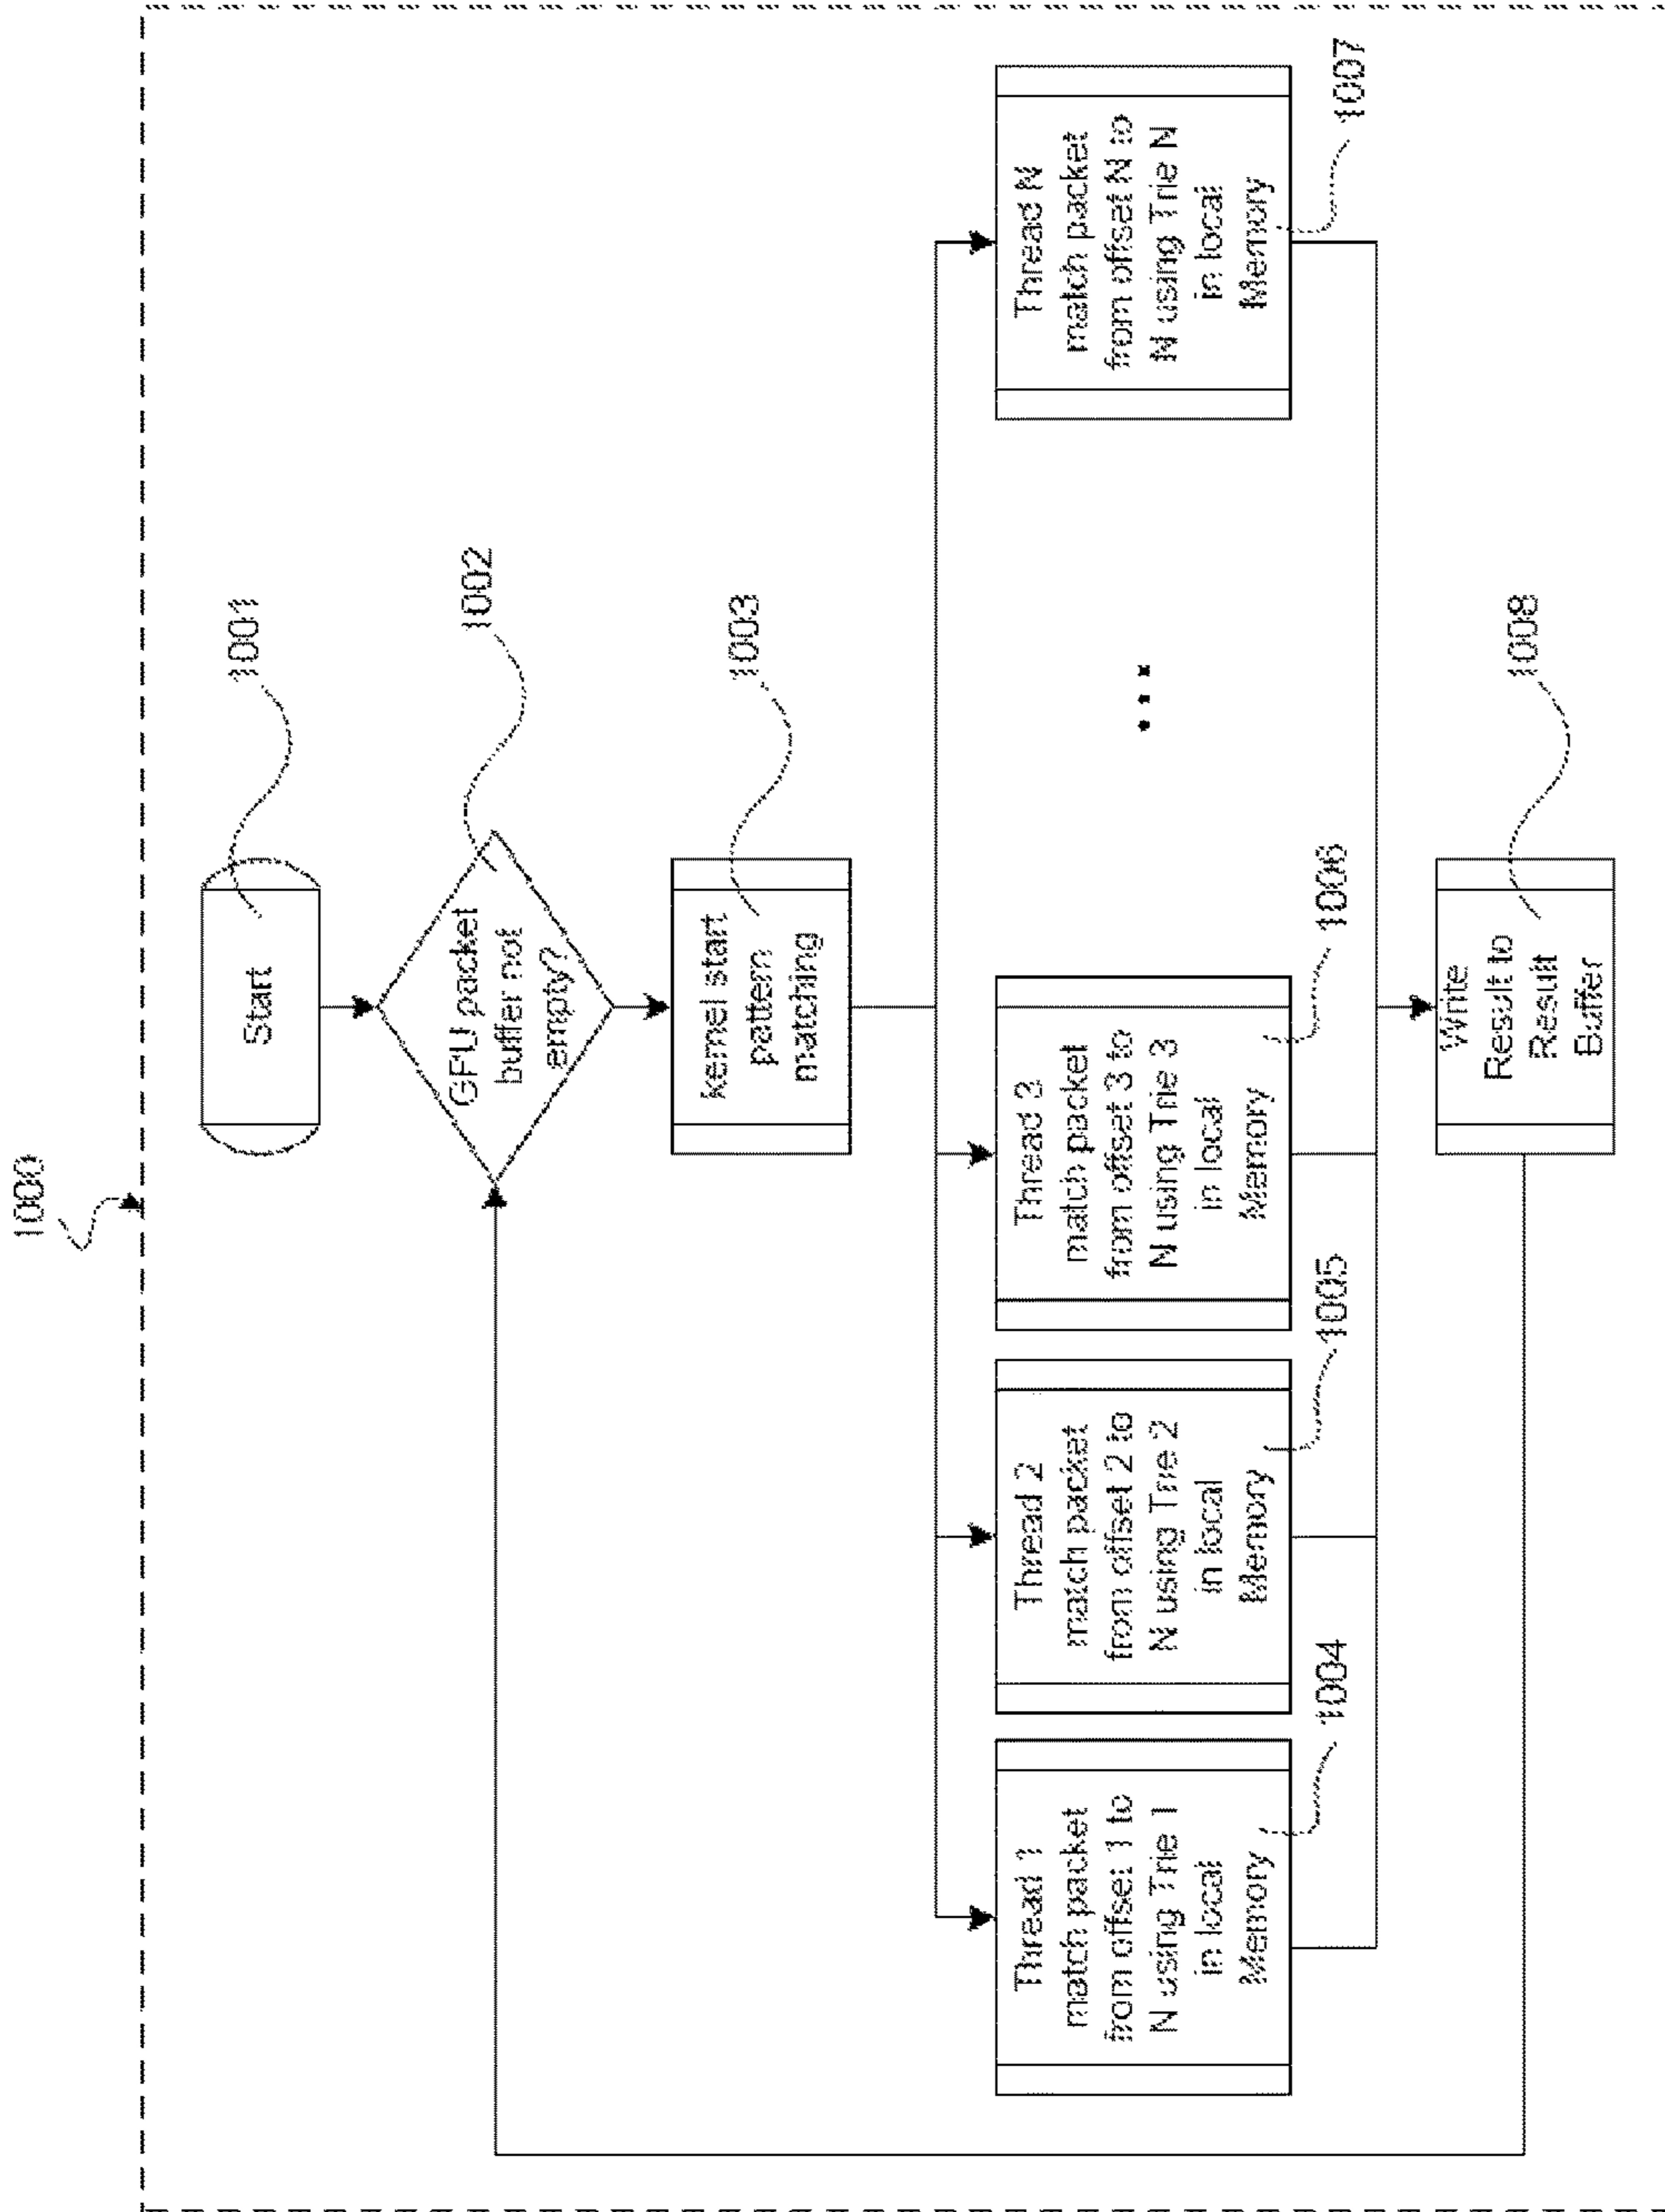 1000
Start
1001
GPU packet
buffer not
empty?
1002
kernel start
pattern
matching
1003
Thread 1
match packet
from offset 1 to
N using Trie 1
in local
Memory
1004
Thread 2
match packet
from offset 2 to
N using Trie 2
in local
Memory
1005
Thread 3
match packet
from offset 3 to
N using Trie 3
in local
Memory
1006
...
Thread N
match packet
from offset N to
N using Trie N
in local
Memory
1007
Write
Result to
Result
Buffer
1008